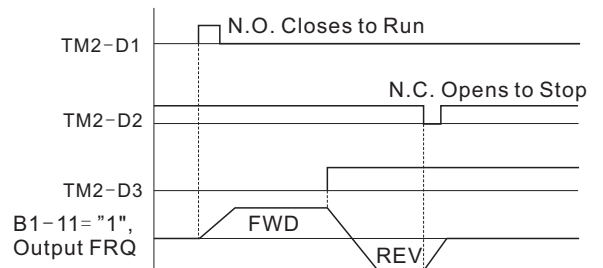 N.O. Closes to Run
TM2-D1
N.C. Opens to Stop
TM2-D2
TM2-D3
B1-11= "1",
Output FRQ
FWD
REV